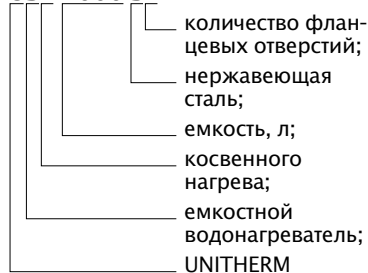 количество флан-
цевых отверстий;
нержавеющая
сталь;
емкость, л;
косвенного
нагрева;
емкостной
водонагреватель;
UNITHERM